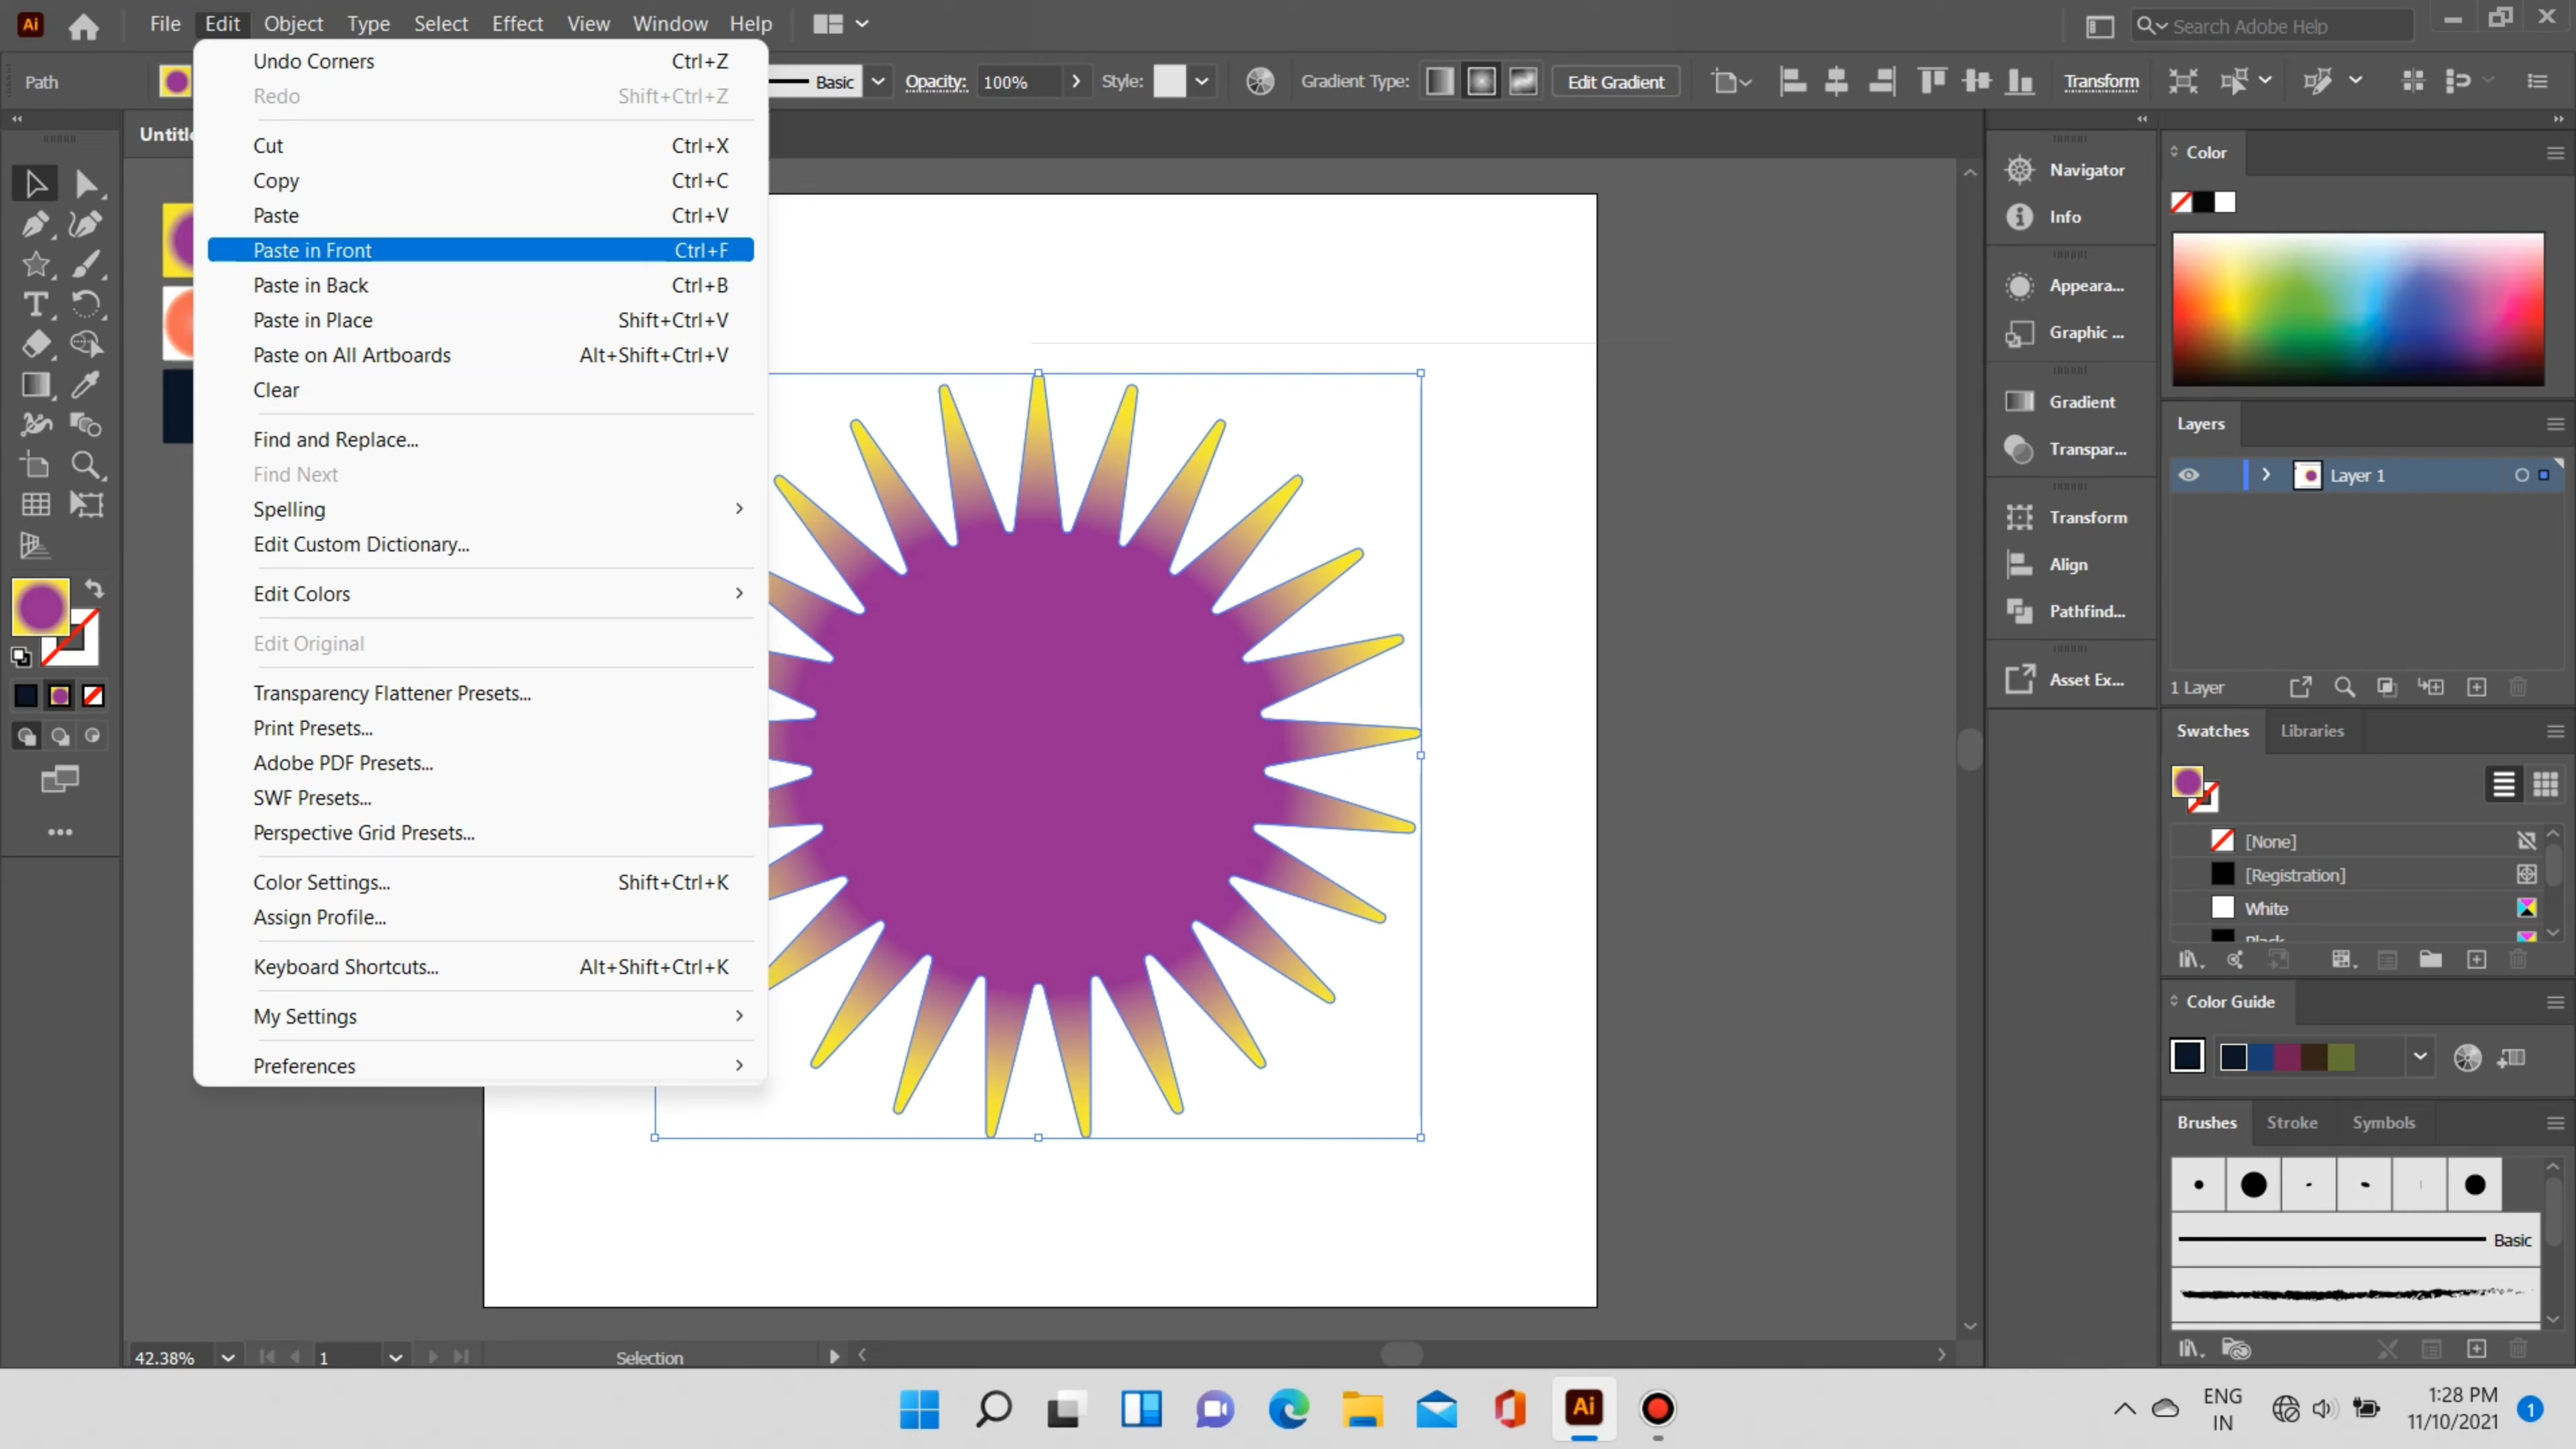 Ai File Edit Object Type Select Effect View Window Help Search Adobe Help
Path Basic Opacity: 100% Style: Gradient Type: Edit Gradient Transform
Untitl
Undo Corners Ctrl+Z
Redo Shift+Ctrl+Z
Cut Ctrl+X
Copy Ctrl+C
Paste Ctrl+V
Paste in Front Ctrl+F
Paste in Back Ctrl+B
Paste in Place Shift+Ctrl+V
Paste on All Artboards Alt+Shift+Ctrl+V
Clear
Find and Replace...
Find Next
Spelling
Edit Custom Dictionary...
Edit Colors
Edit Original
Transparency Flattener Presets...
Print Presets...
Adobe PDF Presets...
SWF Presets...
Perspective Grid Presets...
Color Settings... Shift+Ctrl+K
Assign Profile...
Keyboard Shortcuts... Alt+Shift+Ctrl+K
My Settings
Preferences
Navigator
Info
Appeara...
Graphic ...
Gradient
Transpar...
Transform
Align
Pathfind...
Asset Ex...
Color
Layers
Layer 1
1 Layer
Swatches Libraries
[None]
[Registration]
White
Black
Color Guide
Brushes Stroke Symbols
Basic
42.38% 1 Selection
Ai
ENG
IN
1:28 PM
11/10/2021
1